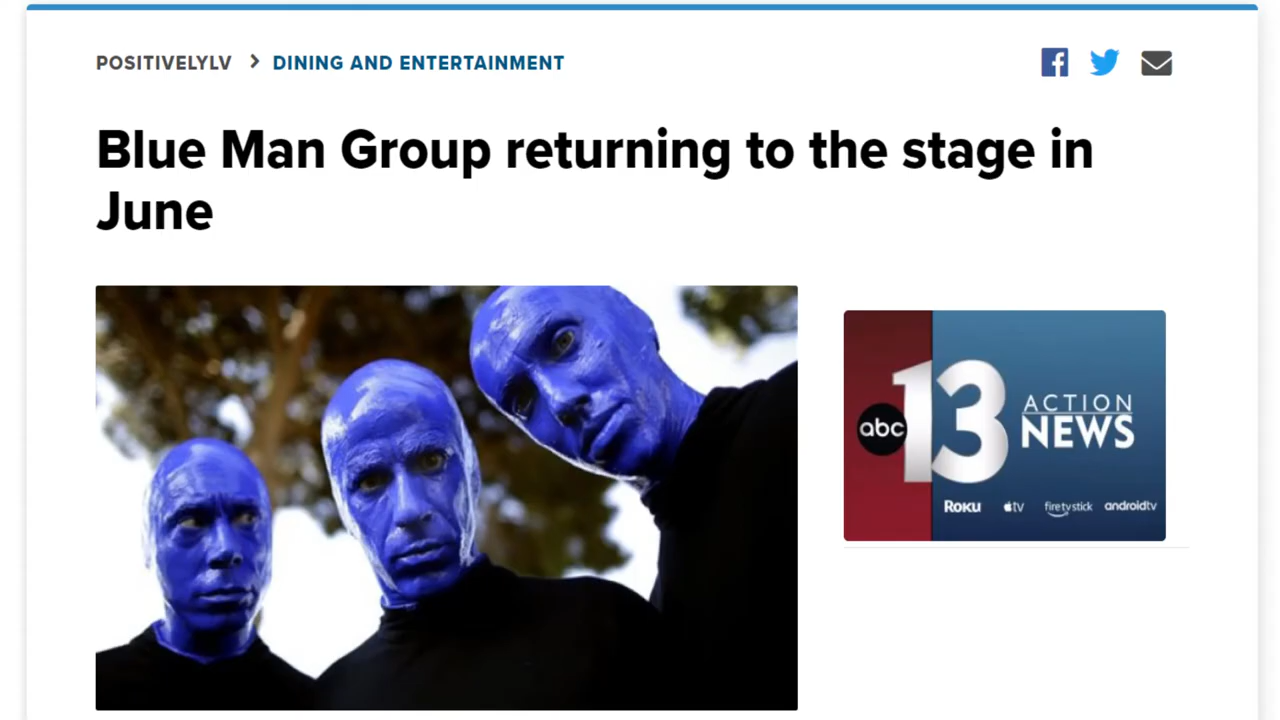 POSITIVELYLV > DINING AND ENTERTAINMENT
Blue Man Group returning to the stage in
June
abc 13 ACTION
NEWS
Roku tv firetvstick androidtv